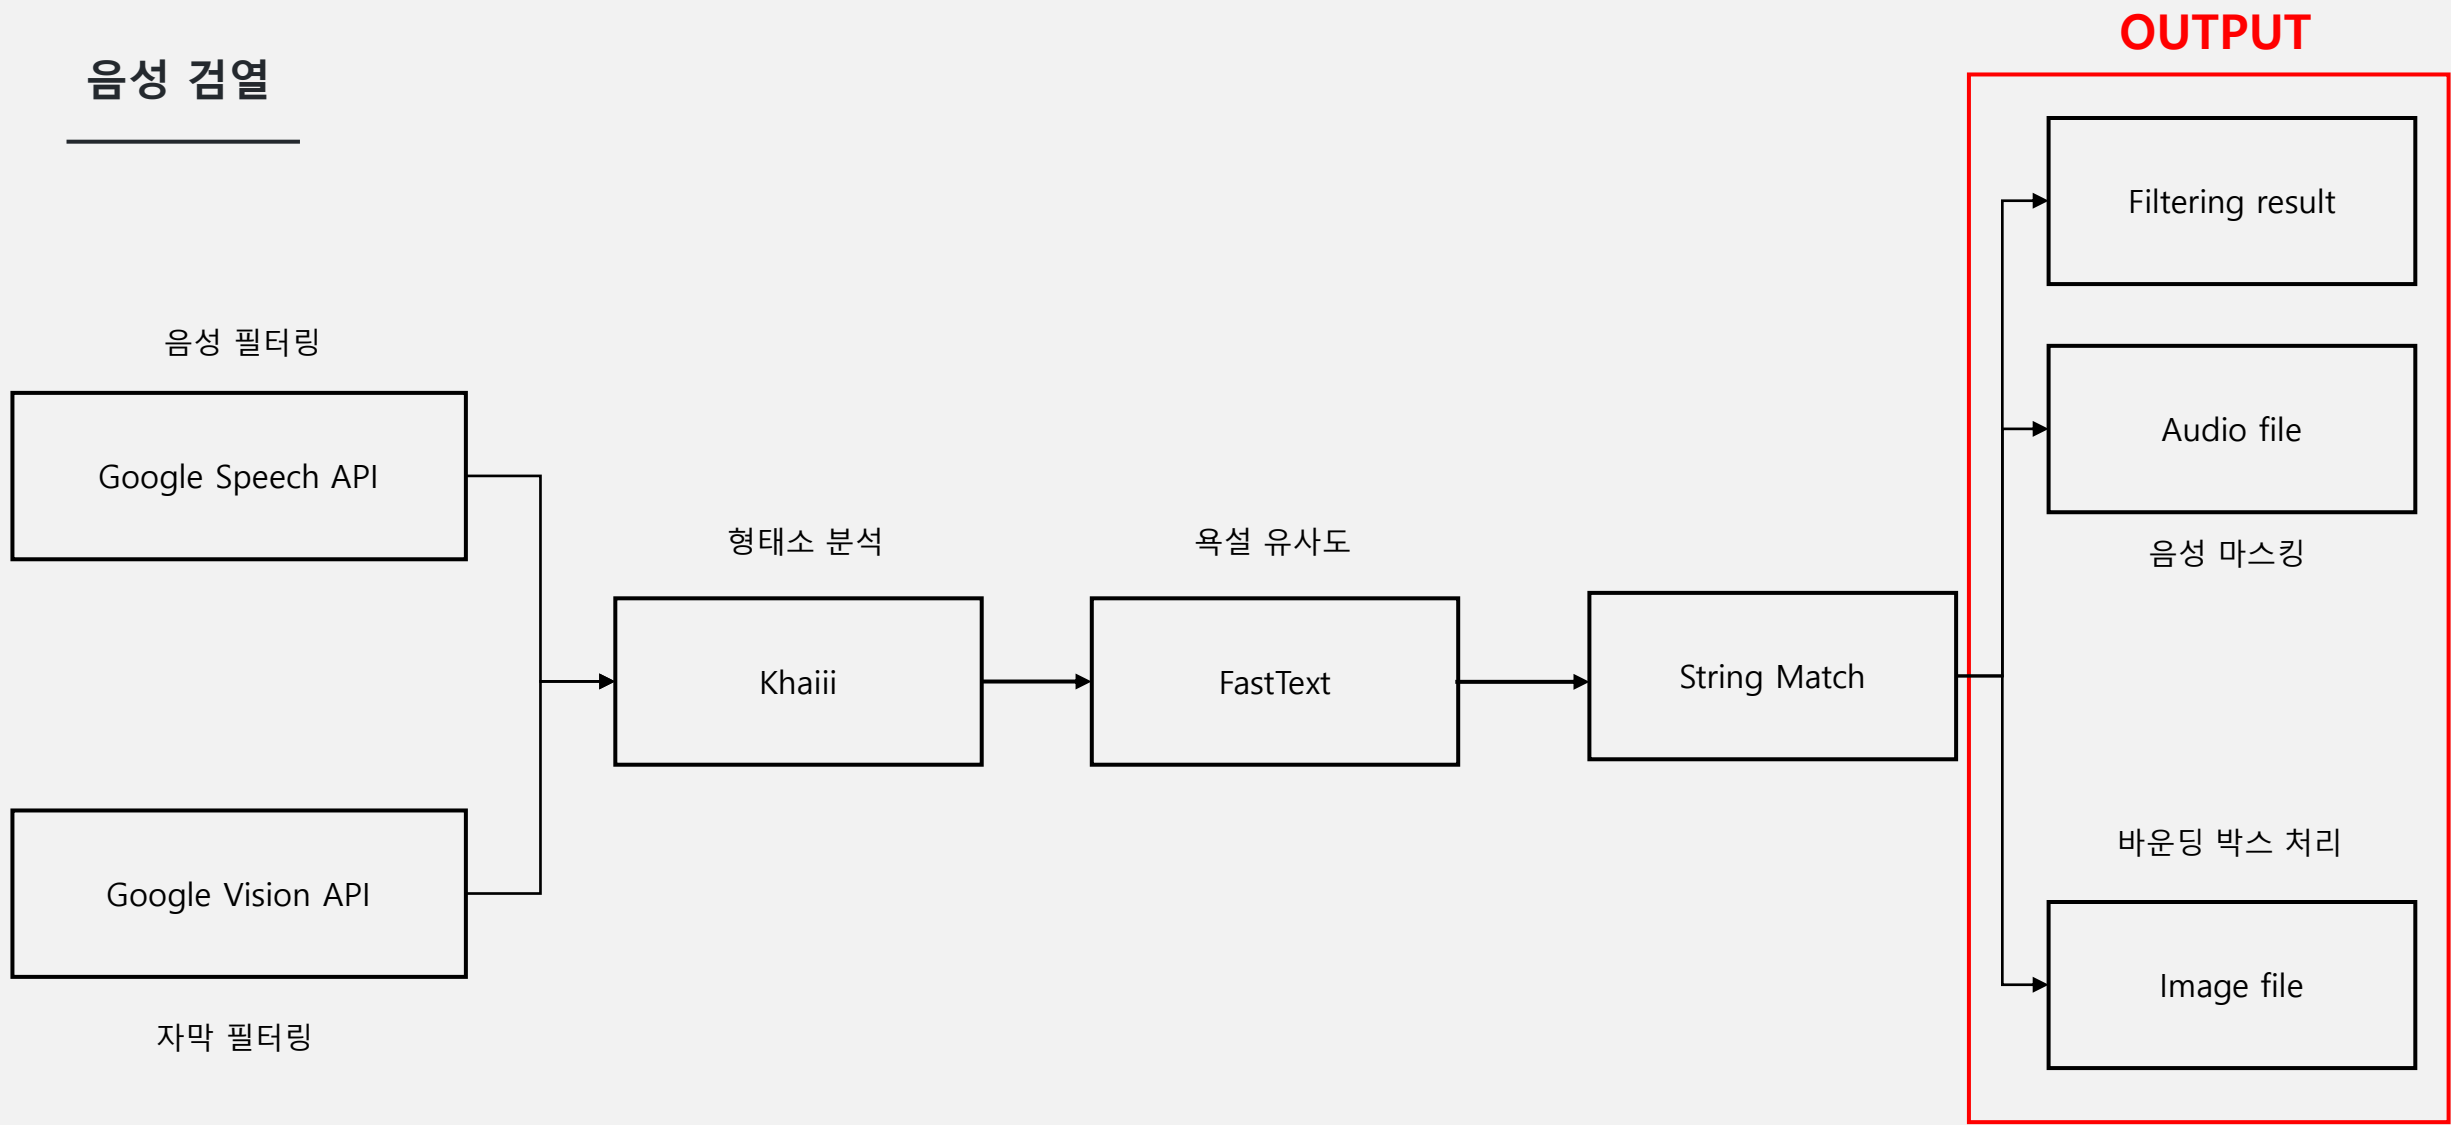 음성 검열
OUTPUT
Filtering result
음성 필터링
Google Speech API
Audio file
음성 마스킹
형태소 분석
욕설 유사도
Khaiii
FastText
String Match
바운딩 박스 처리
Google Vision API
Image file
자막 필터링